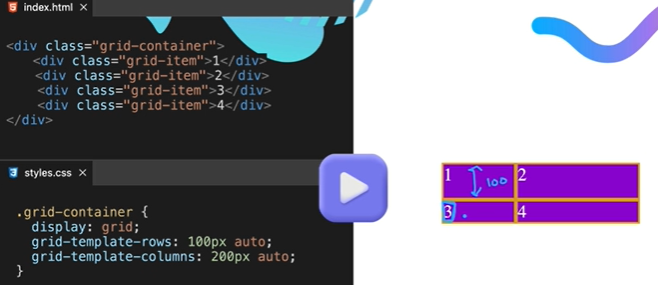 index.html ×
<div class="grid-container">
<div class="grid-item">1</div>
<div class="grid-item">2</div>
<div class="grid-item">3</div>
<div class="grid-item">4</div>
</div>
styles.css ×
.grid-container {
display: grid;
grid-template-rows: 100px auto;
grid-template-columns: 200px auto;
}
1 100 2
3 4